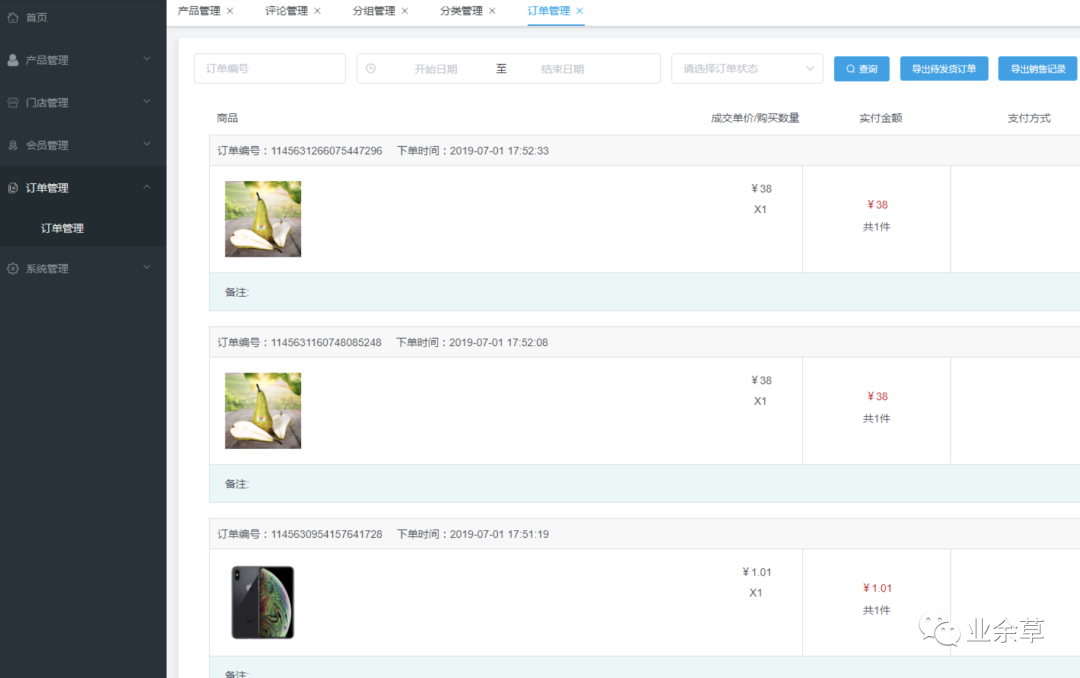 首页
产品管理
门店管理
会员管理
订单管理
订单管理
系统管理
产品管理 × 评论管理 × 分组管理 × 分类管理 × 订单管理 ×
订单编号 开始日期 至 结束日期 请选择订单状态 查询 导出待发货订单 导出销售记录
商品 成交单价/购买数量 实付金额 支付方式
订单编号：1145631266075447296 下单时间：2019-07-01 17:52:33
¥38
X1
¥38
共1件
备注:
订单编号：1145631160748085248 下单时间：2019-07-01 17:52:08
¥38
X1
¥38
共1件
备注:
订单编号：1145630954157641728 下单时间：2019-07-01 17:51:19
¥1.01
X1
¥1.01
共1件
备注:
业余草